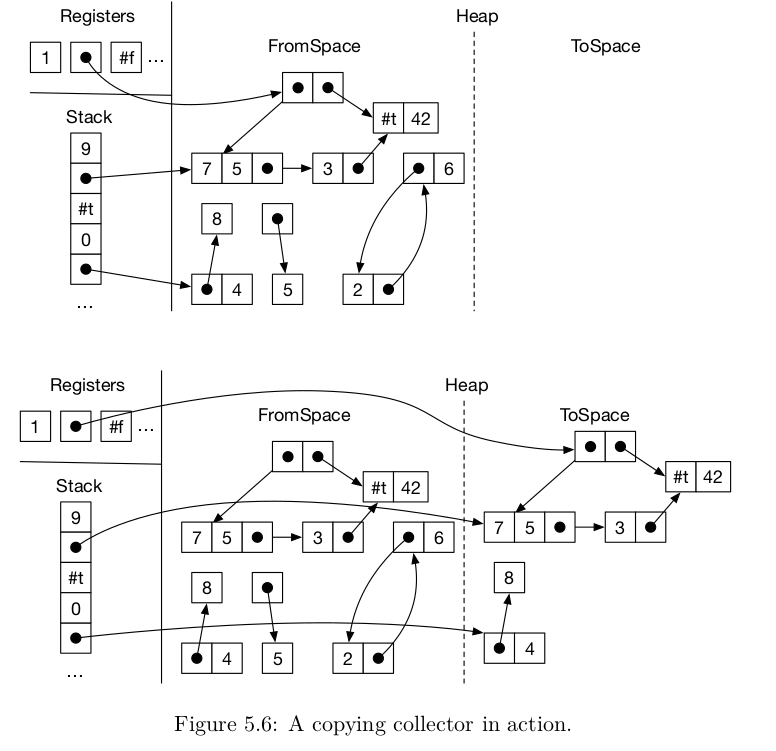 Registers
Heap
FromSpace
ToSpace
1 #f ...
#t 42
Stack
9
7 5 3 6
#t
8
0
4 5 2
...
Registers
Heap
FromSpace
ToSpace
1 #f ...
#t 42 #t 42
Stack
9
7 5 3 6 7 5 3
#t
8 8
0
4 5 2 4
...
Figure 5.6: A copying collector in action.